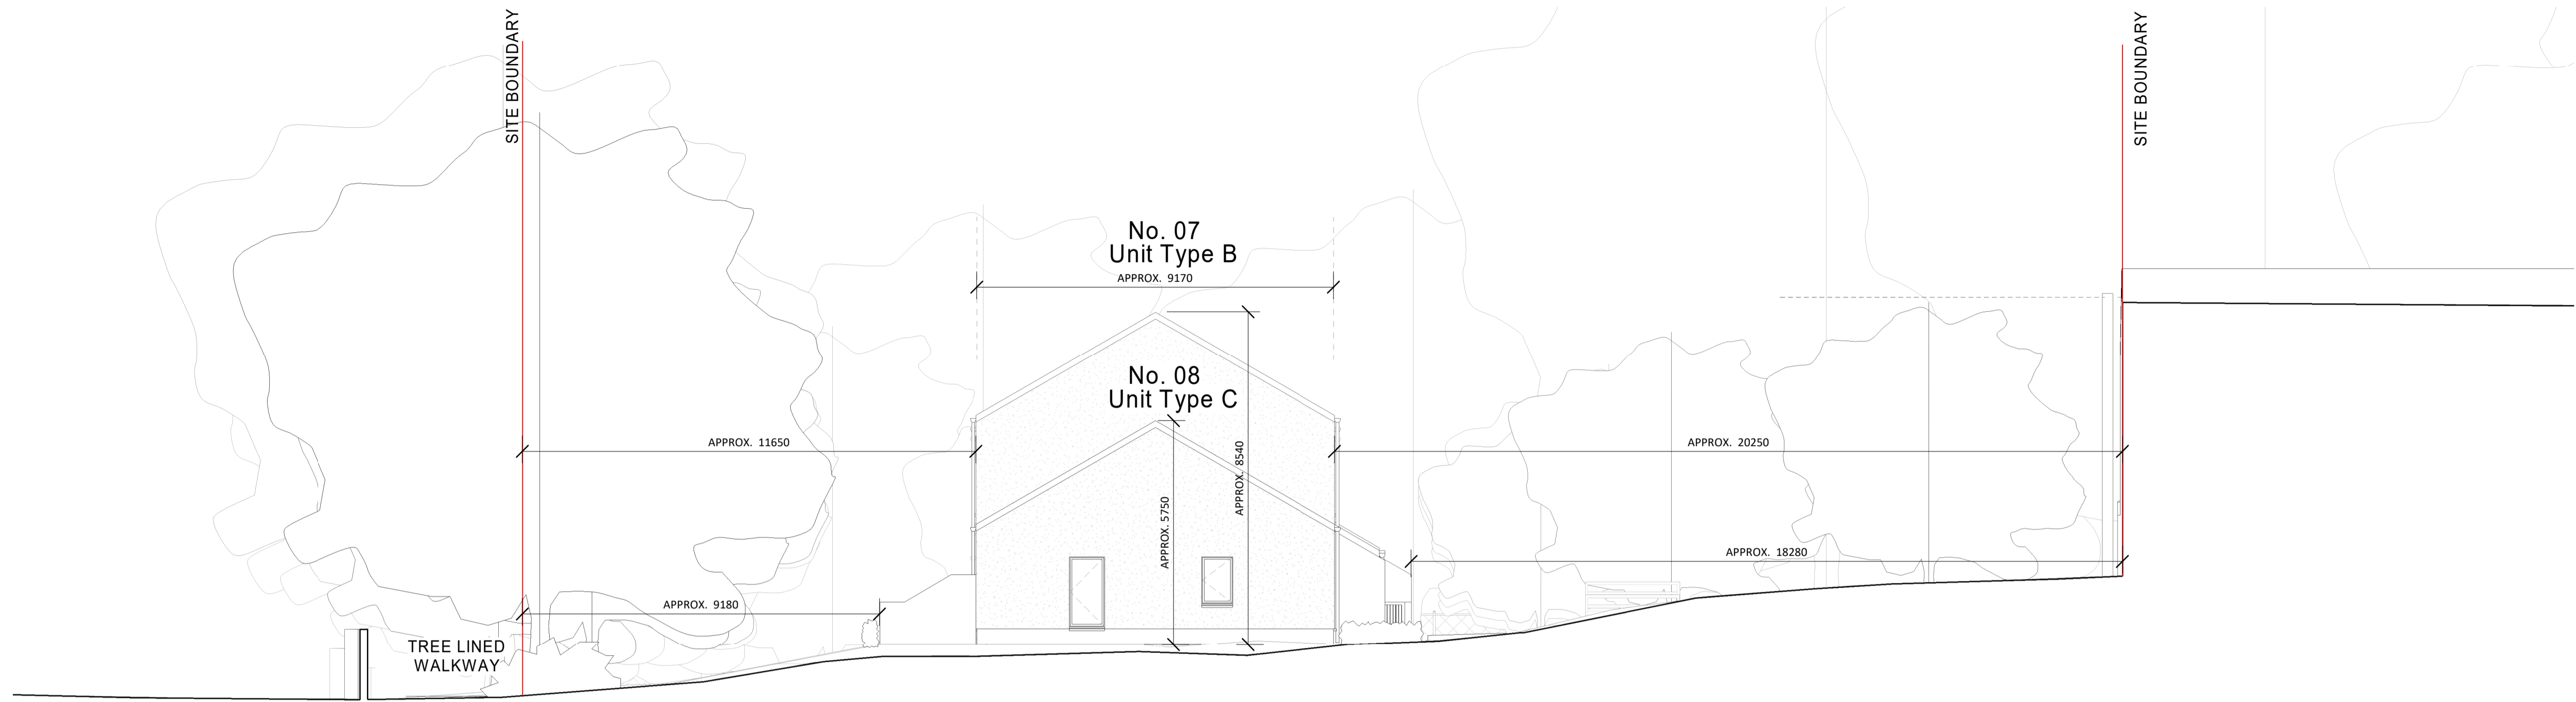 SITE BOUNDARY
SITE BOUNDARY
No. 07
Unit Type B
APPROX. 9170
No. 08
Unit Type C
APPROX. 11650
APPROX. 8540
APPROX. 20250
APPROX. 5750
APPROX. 18280
APPROX. 9180
TREE LINED
WALKWAY